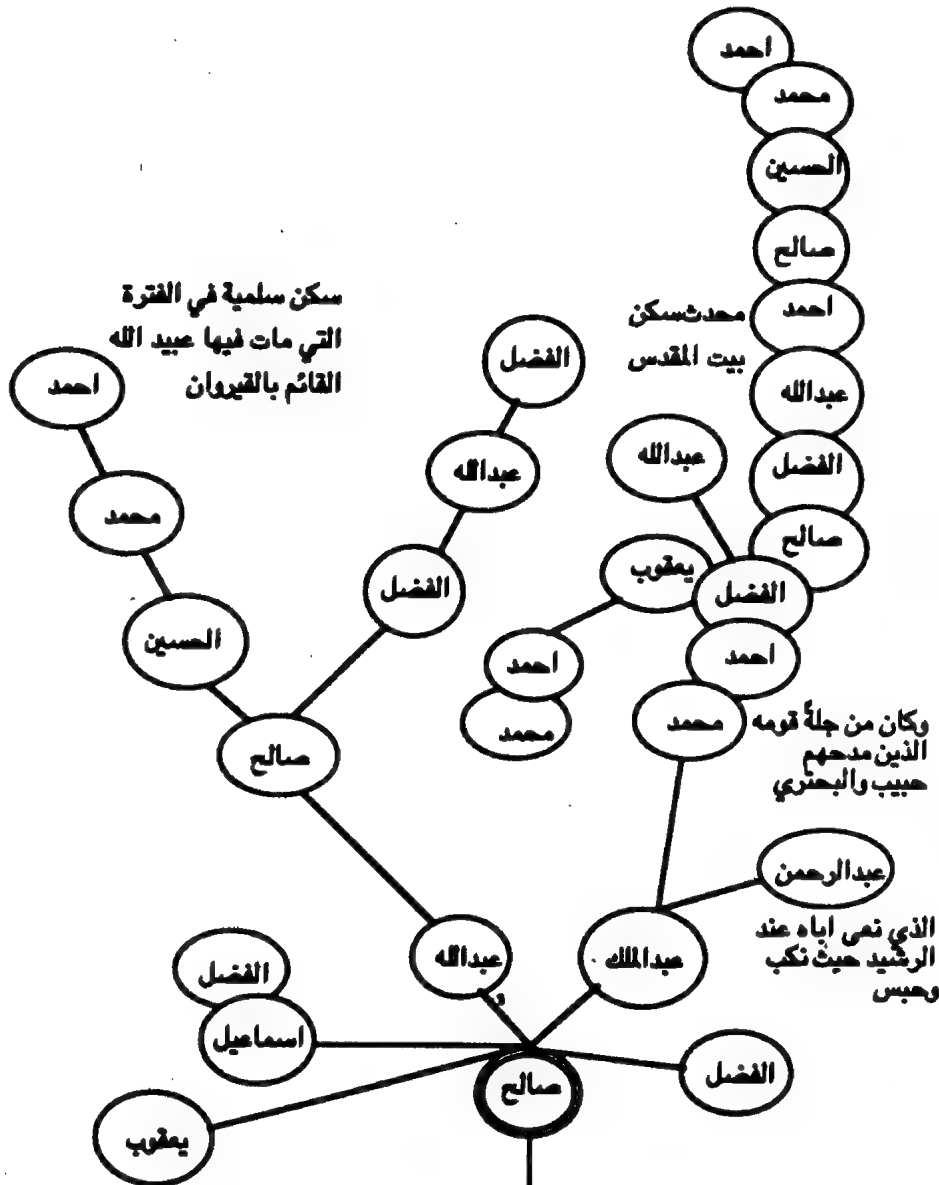 احمد
محمد
الحسين
صالح
احمد
محدث سكن
بيت المقدس
عبدالله
الفضل
صالح
سكن سلمية في الفترة
التي مات فيها عبيد الله
القائم بالقيروان
احمد
محمد
الحسين
الفضل
عبدالله
الفضل
صالح
عبدالله
يعقوب
الفضل
احمد
محمد
احمد
محمد
وكان من جلةً قومه
الذين مدحهم
حبيب والبحتري
عبدالرحمن
الذي نعى اباه عند
الرشيد حيث نكب
وحبس
عبدالله
عبدالملك
الفضل
اسماعيل
الفضل
يعقوب
صالح